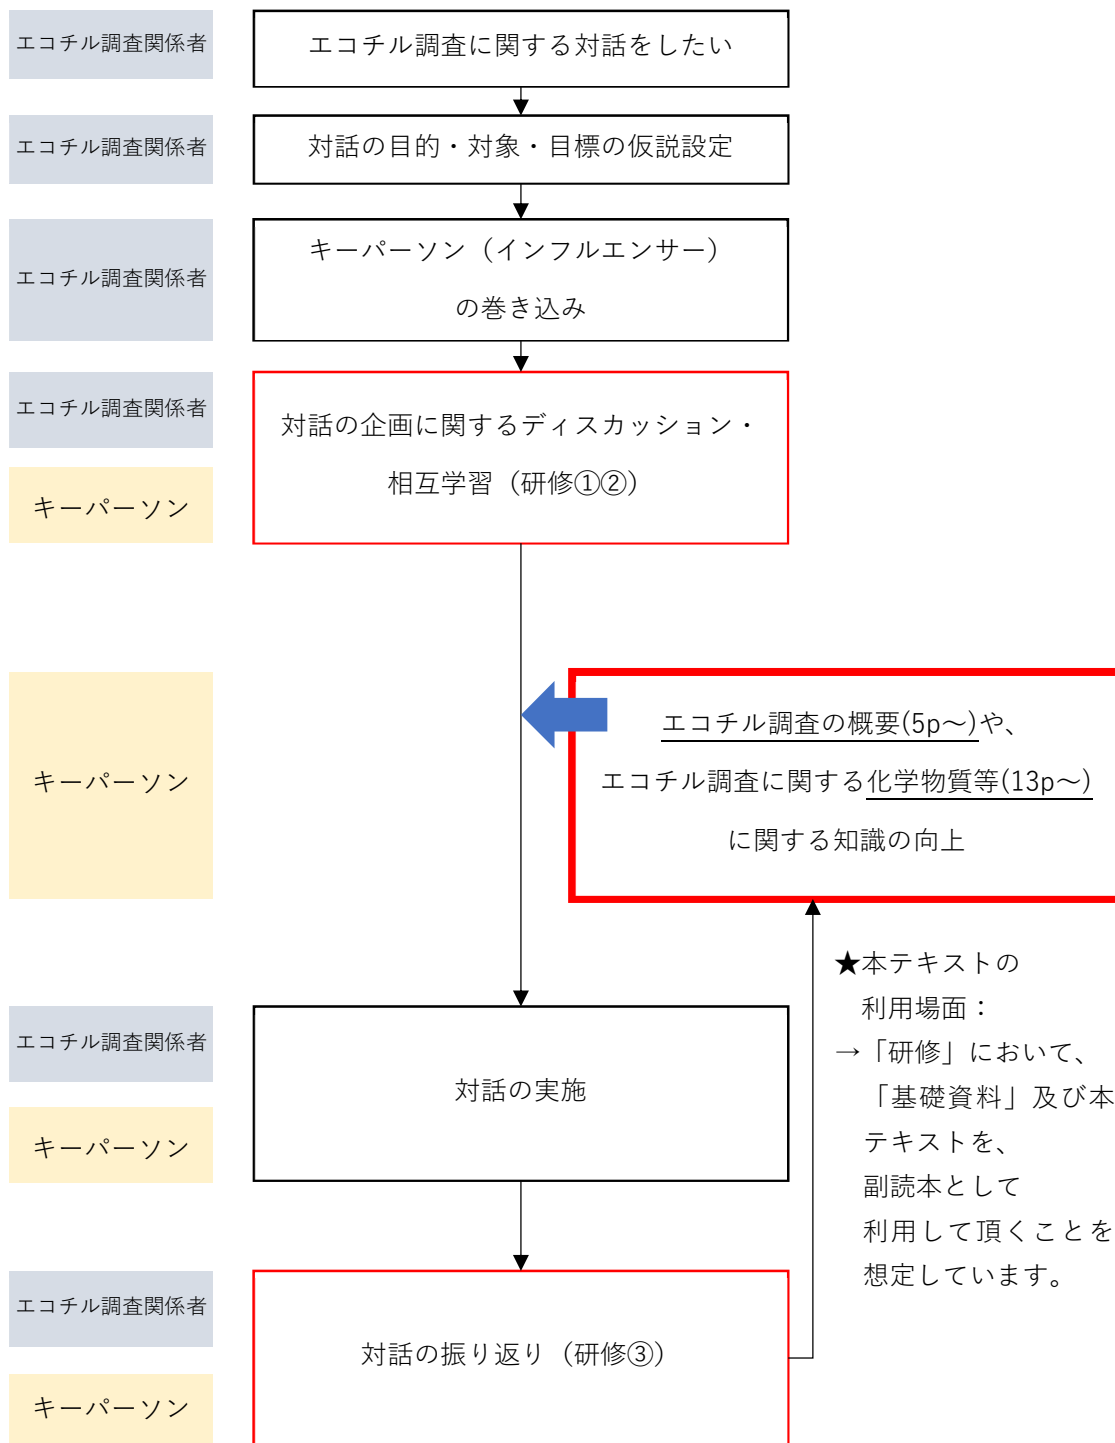 エコチル調査関係者
エコチル調査に関する対話をしたい
エコチル調査関係者
対話の目的・対象・目標の仮説設定
エコチル調査関係者
キーパーソン（インフルエンサー）
の巻き込み
エコチル調査関係者
キーパーソン
対話の企画に関するディスカッション・
相互学習（研修①②）
キーパーソン
エコチル調査の概要(5p～)や、
エコチル調査に関する化学物質等(13p～)
に関する知識の向上
★本テキストの
利用場面：
→「研修」において、
「基礎資料」及び本
テキストを、
副読本として
利用して頂くことを
想定しています。
エコチル調査関係者
キーパーソン
対話の実施
エコチル調査関係者
キーパーソン
対話の振り返り（研修③）